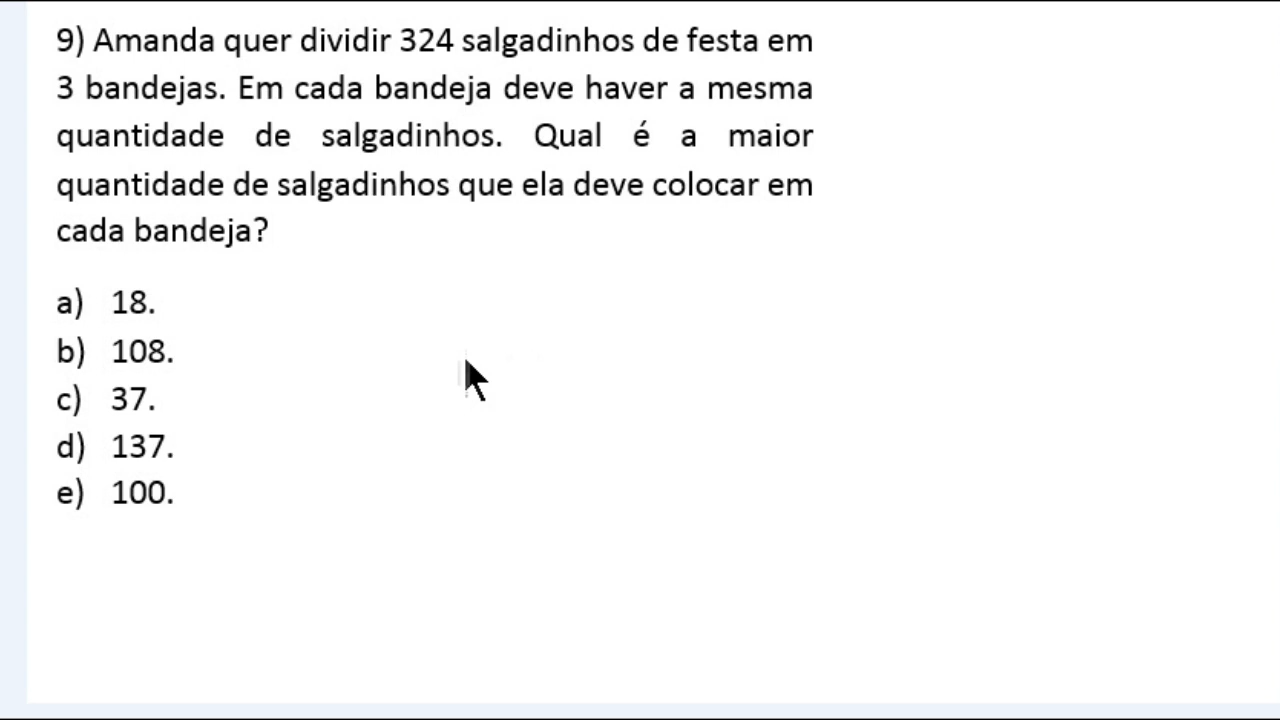 9) Amanda quer dividir 324 salgadinhos de festa em
3 bandejas. Em cada bandeja deve haver a mesma
quantidade de salgadinhos. Qual é a maior
quantidade de salgadinhos que ela deve colocar em
cada bandeja?
a) 18.
b) 108.
c) 37.
d) 137.
e) 100.